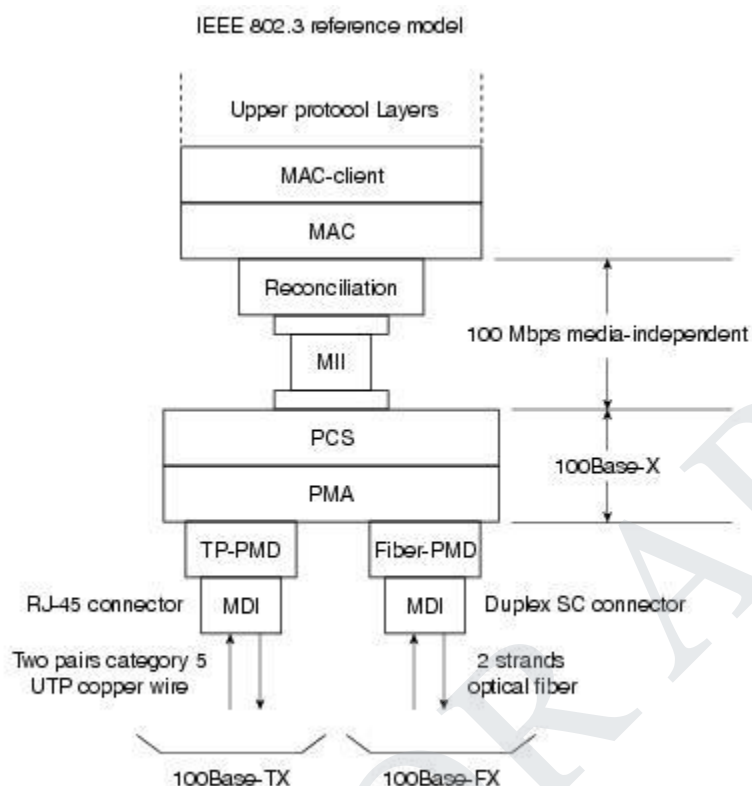 IEEE 802.3 reference model
Upper protocol Layers
MAC-client
MAC
Reconciliation
100 Mbps media-independent
MII
PCS
100Base-X
PMA
TP-PMD
Fiber-PMD
RJ-45 connector
MDI
MDI
Duplex SC connector
Two pairs category 5
UTP copper wire
2 strands
optical fiber
100Base-TX
100Base-FX